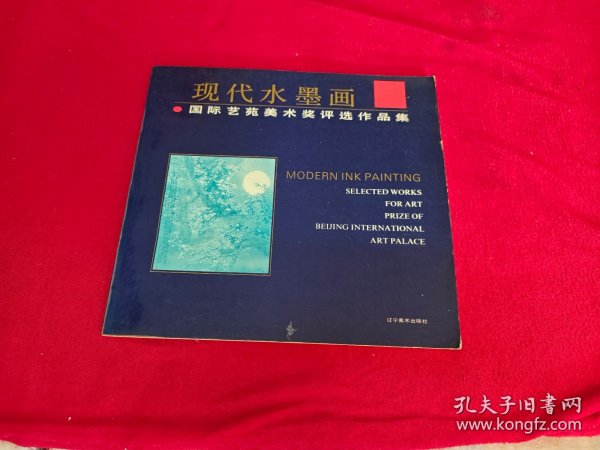 现代水墨画
国际艺苑美术奖评选作品集
MODERN INK PAINTING
SELECTED WORKS
FOR ART
PRIZE OF
BEIJING INTERNATIONAL
ART PALACE
辽宁美术出版社
孔夫子旧书网
www.kongfz.com